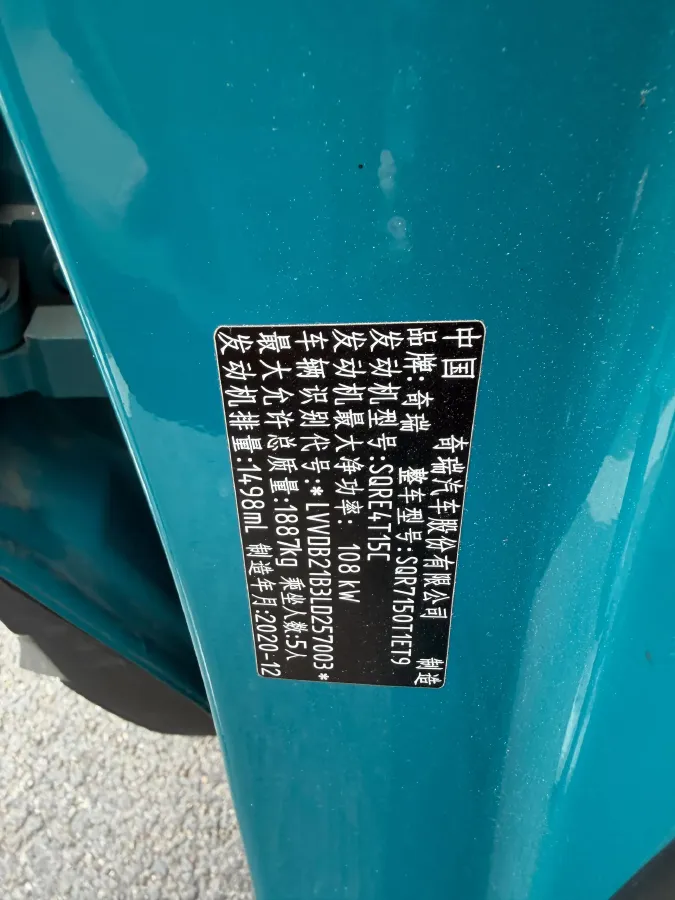 中国 奇瑞汽车股份有限公司 制造
品牌: 奇瑞 整车型号:SQR7150T1ET9
发动机型号:SQRE4T15C
发动机最大净功率: 108 kW
车辆识别代号:*LVVDB21B3LD257003*
最大允许总质量:1887kg 乘坐人数:5人
发动机排量:1498mL 制造年月:2020-12